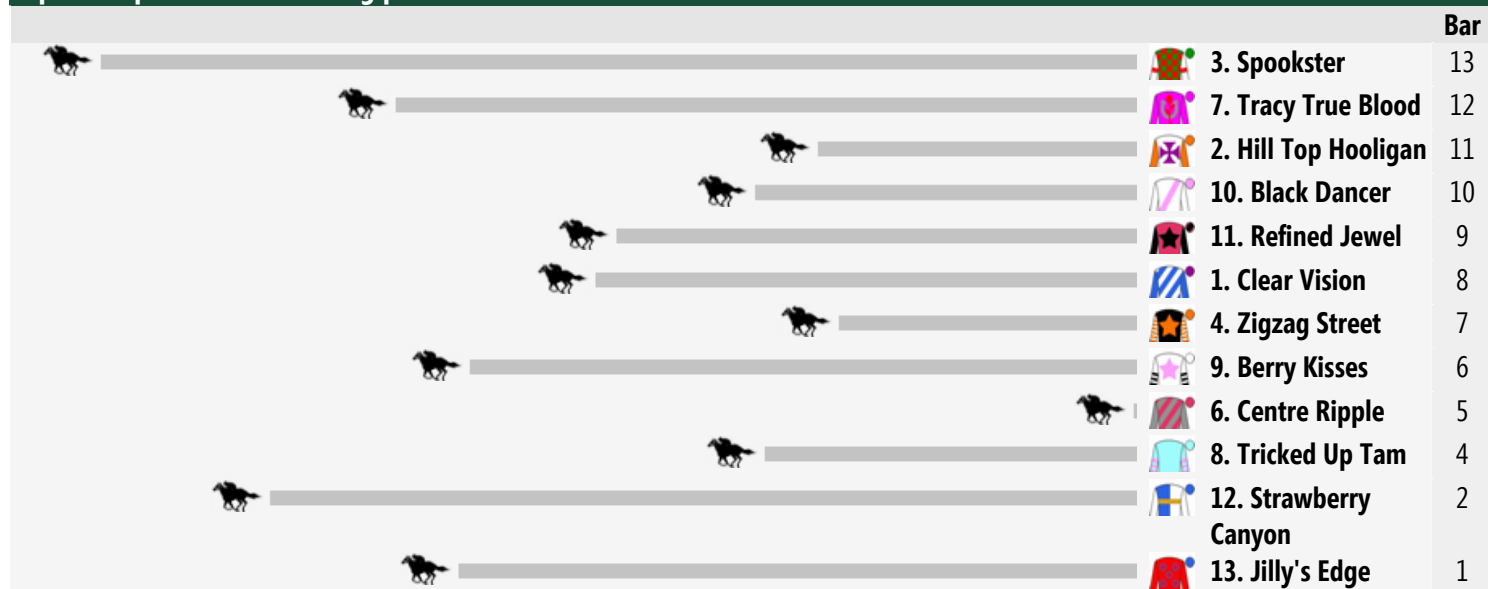 Bar
3. Spookster 13
7. Tracy True Blood 12
2. Hill Top Hooligan 11
10. Black Dancer 10
11. Refined Jewel 9
1. Clear Vision 8
4. Zigzag Street 7
9. Berry Kisses 6
6. Centre Ripple 5
8. Tricked Up Tam 4
12. Strawberry 2
Canyon
13. Jilly's Edge 1